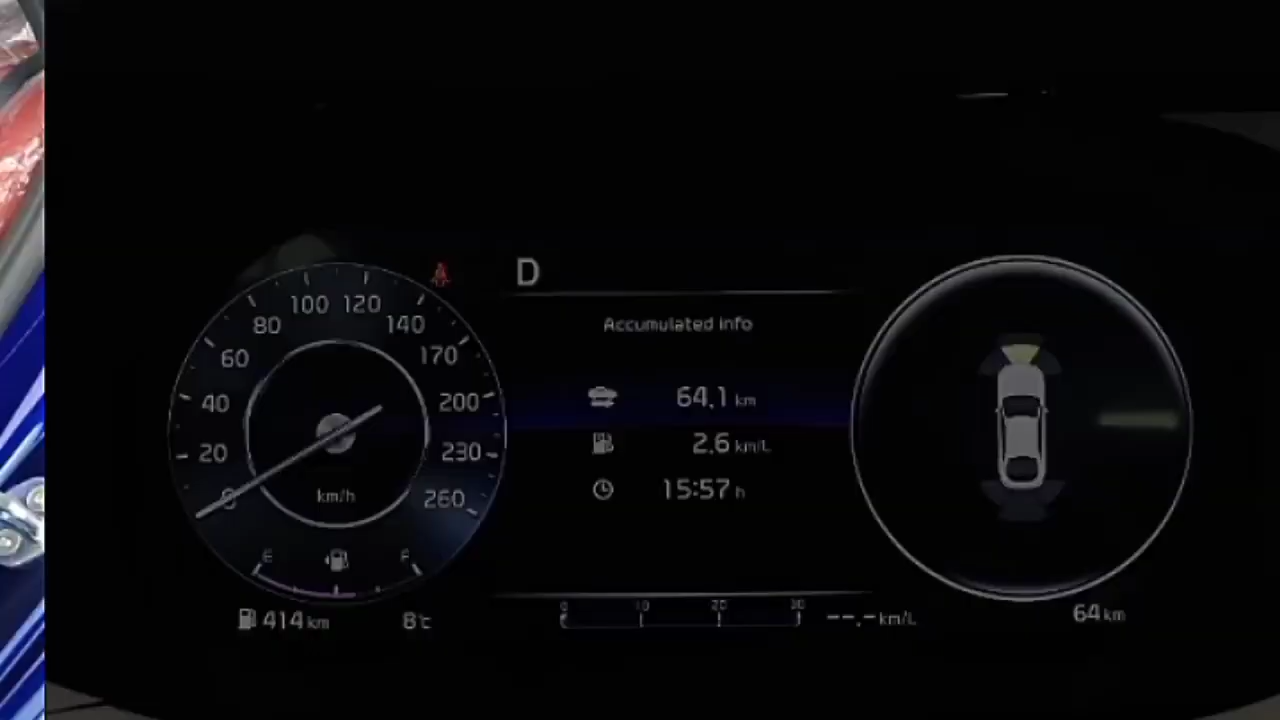 D
Accumulated Info
100 120
80 140
60 170
40 200
20 230
0 260
km/h
E F
414 km
8℃
64.1 km
2.6 km/L
15:57 h
0 10 20 30
--.- km/L
64 km